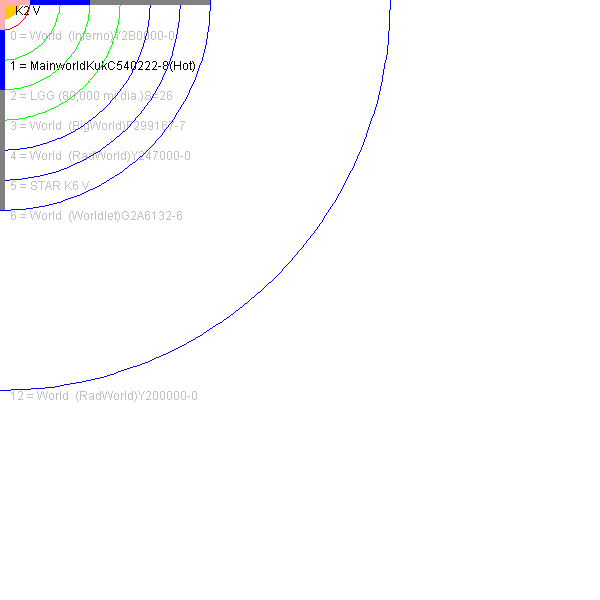 K2 V
0 = World (Inferno)Y2B0000-0
1 = MainworldKukC540222-8(Hot)
2 = LGG (80,000 mi dia.)S=26
3 = World (BigWorld)F299167-7
4 = World (RadWorld)Y247000-0
5 = STAR K6 V
6 = World (Worldlet)G2A6132-6
12 = World (RadWorld)Y200000-0